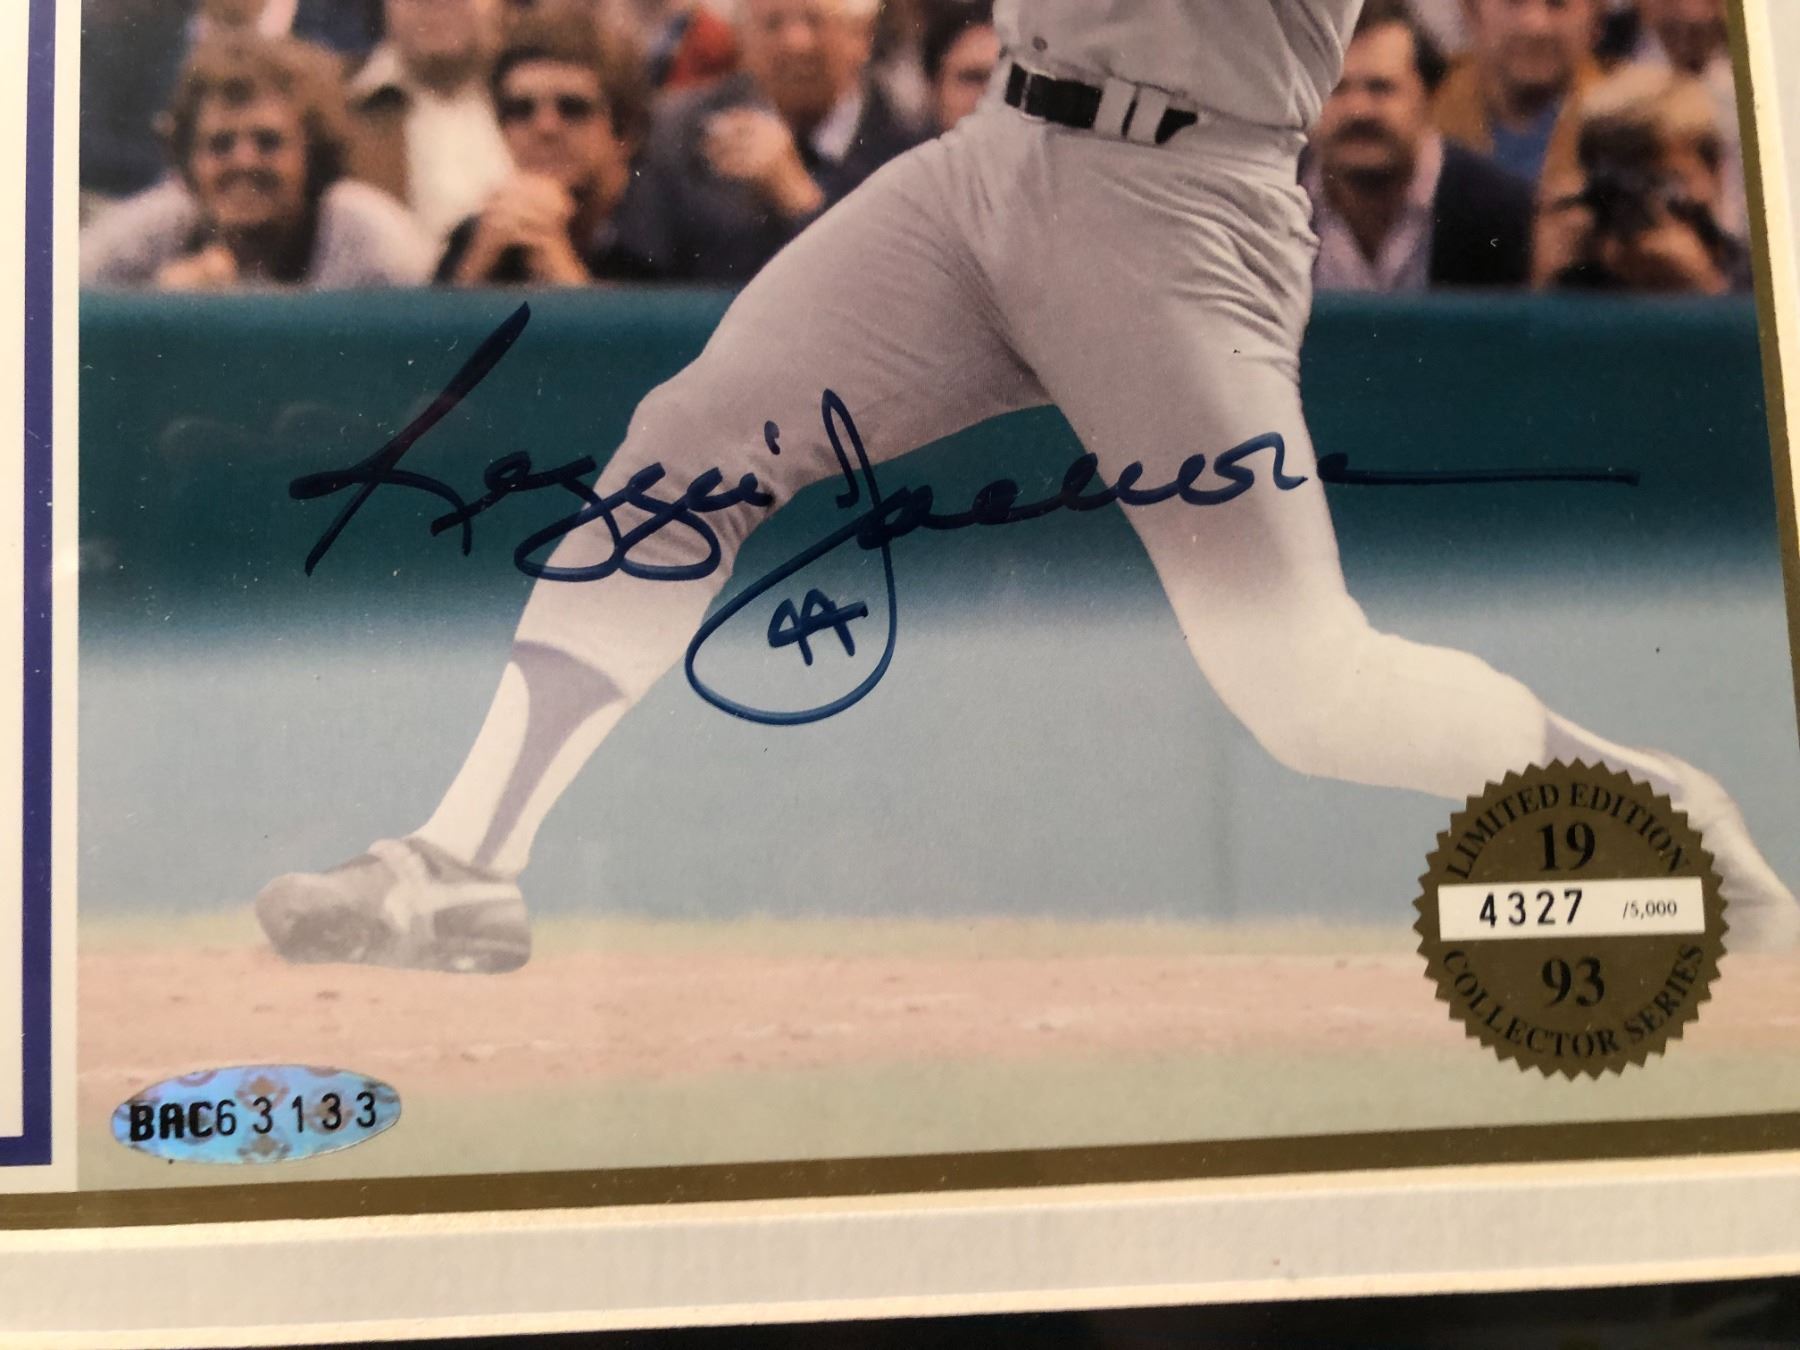 Reggie Jackson
44
LIMITED EDITION
19
4327 /5,000
93
COLLECTOR SERIES
BAC63133